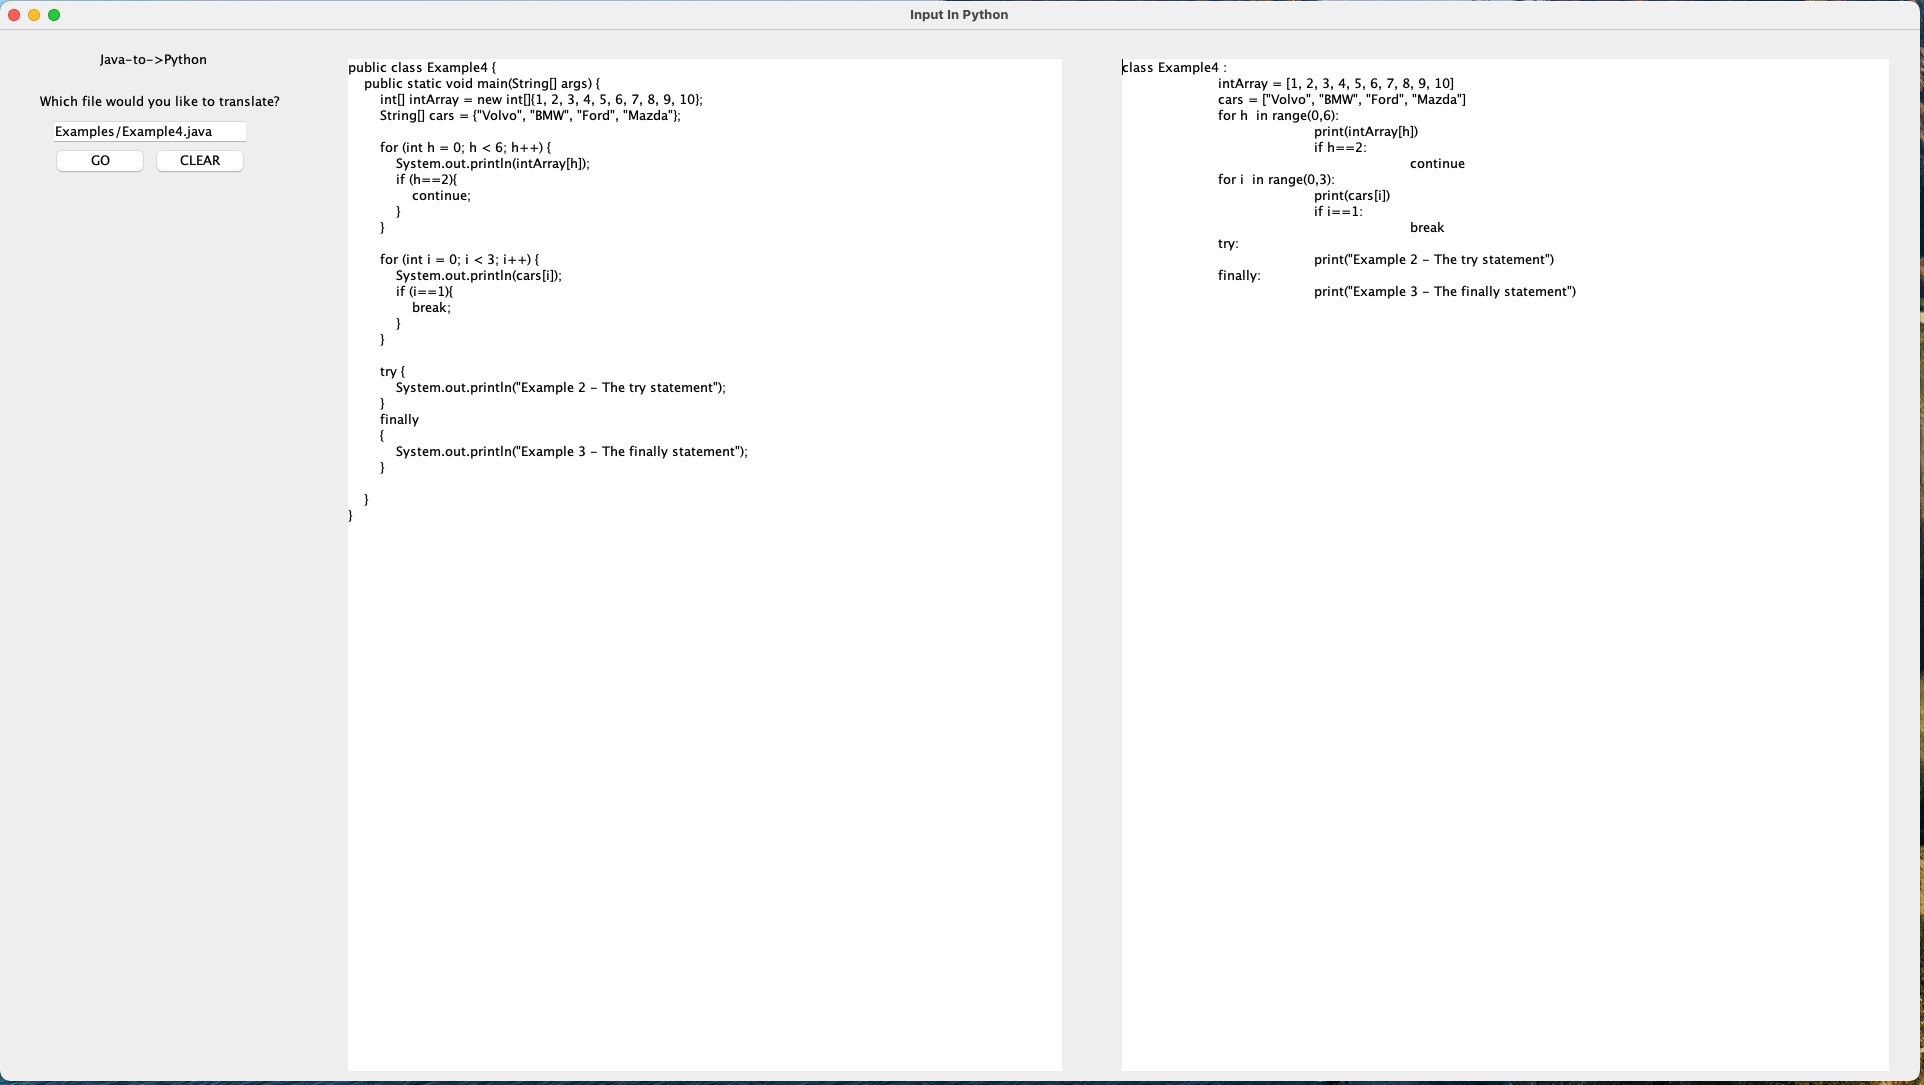 Input In Python
Java-to->Python
Which file would you like to translate?
Examples/Example4.java
GO
CLEAR
public class Example4 {
    public static void main(String[] args) {
        int[] intArray = new int[]{1, 2, 3, 4, 5, 6, 7, 8, 9, 10};
        String[] cars = {"Volvo", "BMW", "Ford", "Mazda"};

        for (int h = 0; h < 6; h++) {
            System.out.println(intArray[h]);
            if (h==2){
                continue;
            }
        }

        for (int i = 0; i < 3; i++) {
            System.out.println(cars[i]);
            if (i==1){
                break;
            }
        }

        try {
            System.out.println("Example 2 - The try statement");
        }
        finally
        {
            System.out.println("Example 3 - The finally statement");
        }

    }
}
class Example4 :
	intArray = [1, 2, 3, 4, 5, 6, 7, 8, 9, 10]
	cars = ["Volvo", "BMW", "Ford", "Mazda"]
	for h  in range(0,6):
		print(intArray[h])
		if h==2:
			continue
	for i  in range(0,3):
		print(cars[i])
		if i==1:
			break
	try:
		print("Example 2 - The try statement")
	finally:
		print("Example 3 - The finally statement")